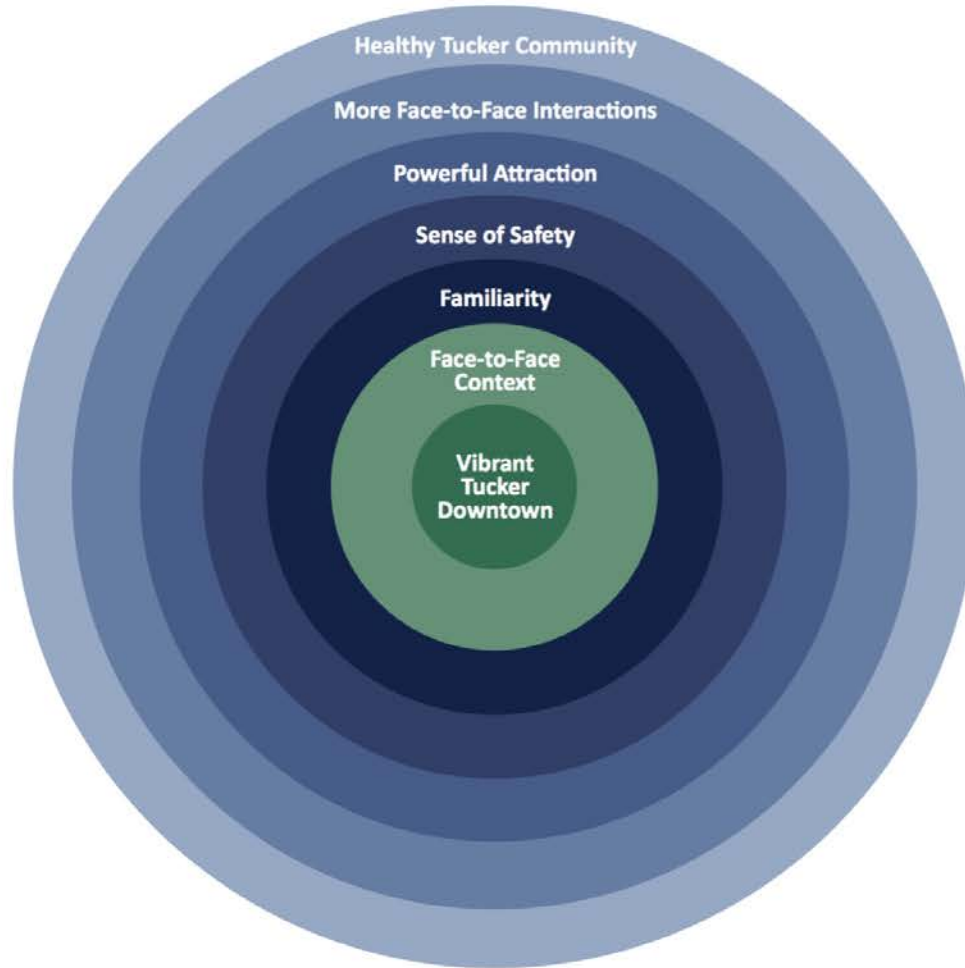 Healthy Tucker Community
More Face-to-Face Interactions
Powerful Attraction
Sense of Safety
Familiarity
Face-to-Face
Context
Vibrant
Tucker
Downtown